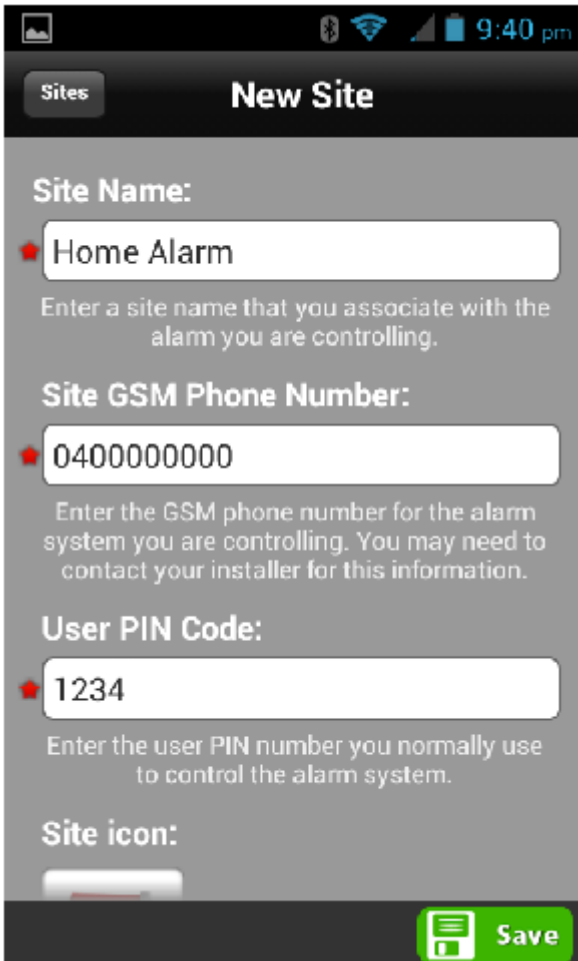 9:40 pm
Sites
New Site
Site Name:
Home Alarm
Enter a site name that you associate with the
alarm you are controlling.
Site GSM Phone Number:
0400000000
Enter the GSM phone number for the alarm
system you are controlling. You may need to
contact your installer for this information.
User PIN Code:
1234
Enter the user PIN number you normally use
to control the alarm system.
Site icon:
Save